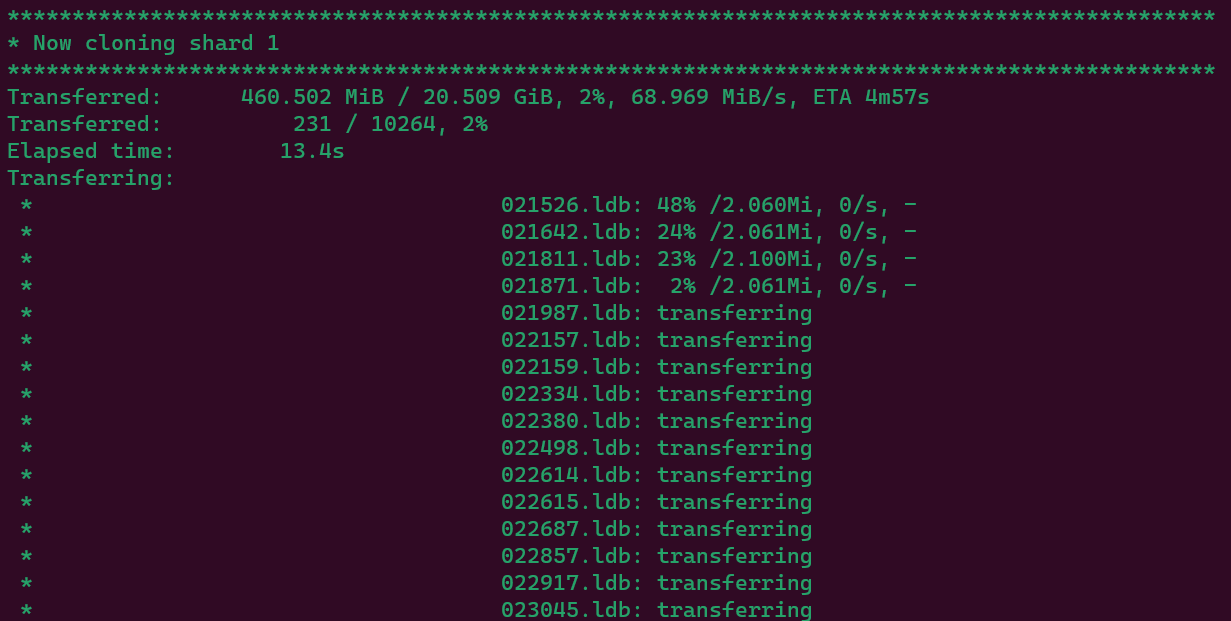 *********************************************************************************************
* Now cloning shard 1
*********************************************************************************************
Transferred:      460.502 MiB / 20.509 GiB, 2%, 68.969 MiB/s, ETA 4m57s
Transferred:          231 / 10264, 2%
Elapsed time:        13.4s
Transferring:
 *                                    021526.ldb: 48% /2.060Mi, 0/s, -
 *                                    021642.ldb: 24% /2.061Mi, 0/s, -
 *                                    021811.ldb: 23% /2.100Mi, 0/s, -
 *                                    021871.ldb:  2% /2.061Mi, 0/s, -
 *                                    021987.ldb: transferring
 *                                    022157.ldb: transferring
 *                                    022159.ldb: transferring
 *                                    022334.ldb: transferring
 *                                    022380.ldb: transferring
 *                                    022498.ldb: transferring
 *                                    022614.ldb: transferring
 *                                    022615.ldb: transferring
 *                                    022687.ldb: transferring
 *                                    022857.ldb: transferring
 *                                    022917.ldb: transferring
 *                                    023045.ldb: transferring